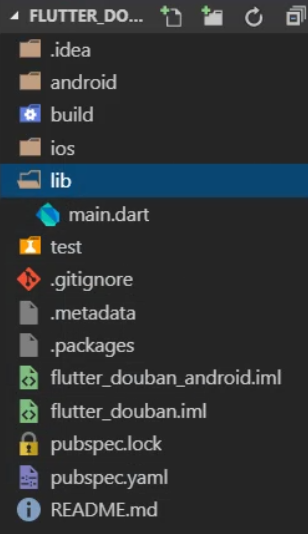 FLUTTER_DOU...
.idea
android
build
ios
lib
main.dart
test
.gitignore
.metadata
.packages
flutter_douban_android.iml
flutter_douban.iml
pubspec.lock
pubspec.yaml
README.md